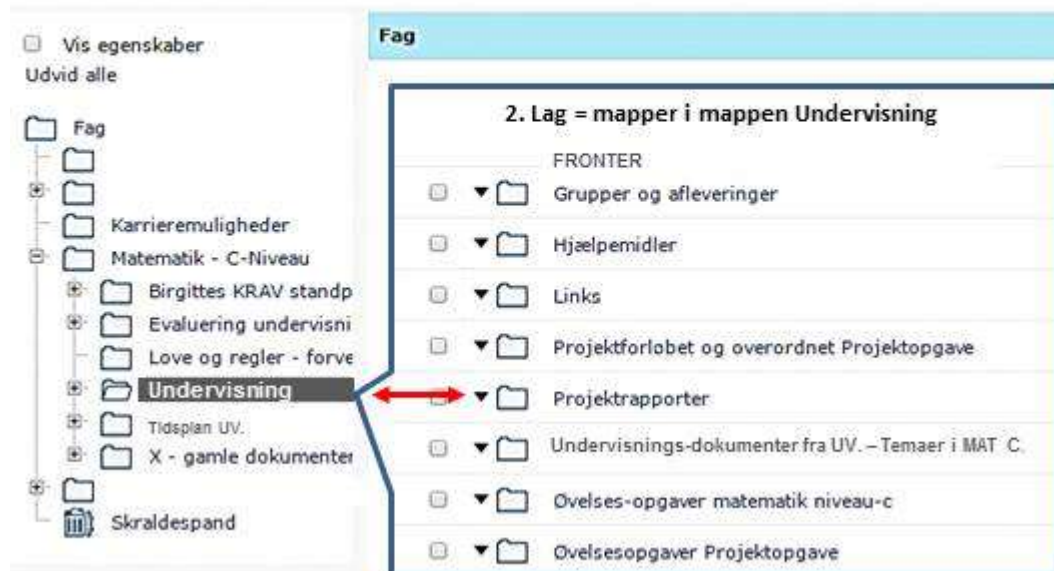 Vis egenskaber
Udvid alle
Fag
Karrieremuligheder
Matematik - C-Niveau
Birgittes KRAV standp
Evaluering undervisni
Love og regler - forve
Undervisning
Tidsplan UV.
X - gamle dokumenter
Skraldespand
Fag
2. Lag = mapper i mappen Undervisning
FRONTER
Grupper og afleveringer
Hjælpemidler
Links
Projektforløbet og overordnet Projektopgave
Projektrapporter
Undervisnings-dokumenter fra UV. – Temaer i MAT C.
Øvelses-opgaver matematik niveau-c
Øvelsesopgaver Projektopgave